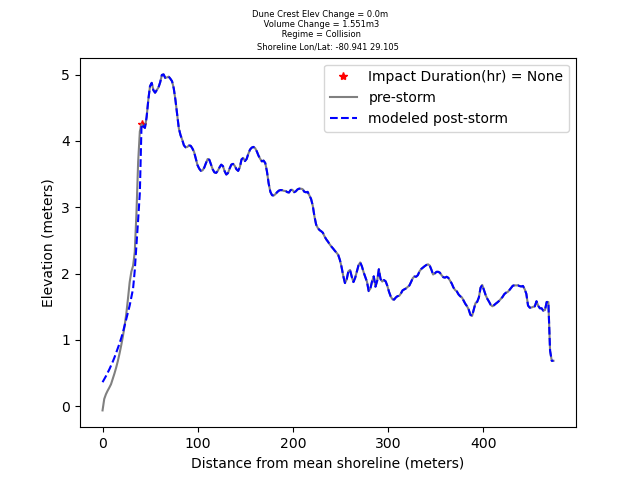 Dune Crest Elev Change = 0.0m
Volume Change = 1.551m3
Regime = Collision
Shoreline Lon/Lat: -80.941 29.105
Impact Duration(hr) = None
pre-storm
modeled post-storm
Elevation (meters)
5
4
3
2
1
0
0 100 200 300 400
Distance from mean shoreline (meters)